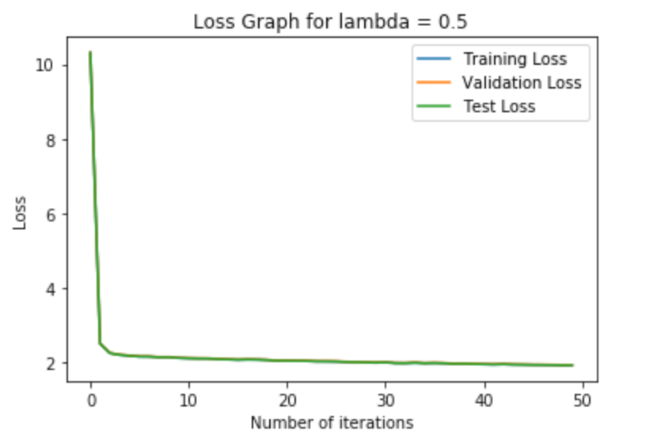 Loss Graph for lambda = 0.5
Training Loss
Validation Loss
Test Loss
10
8
6
4
2
Loss
0 10 20 30 40 50
Number of iterations